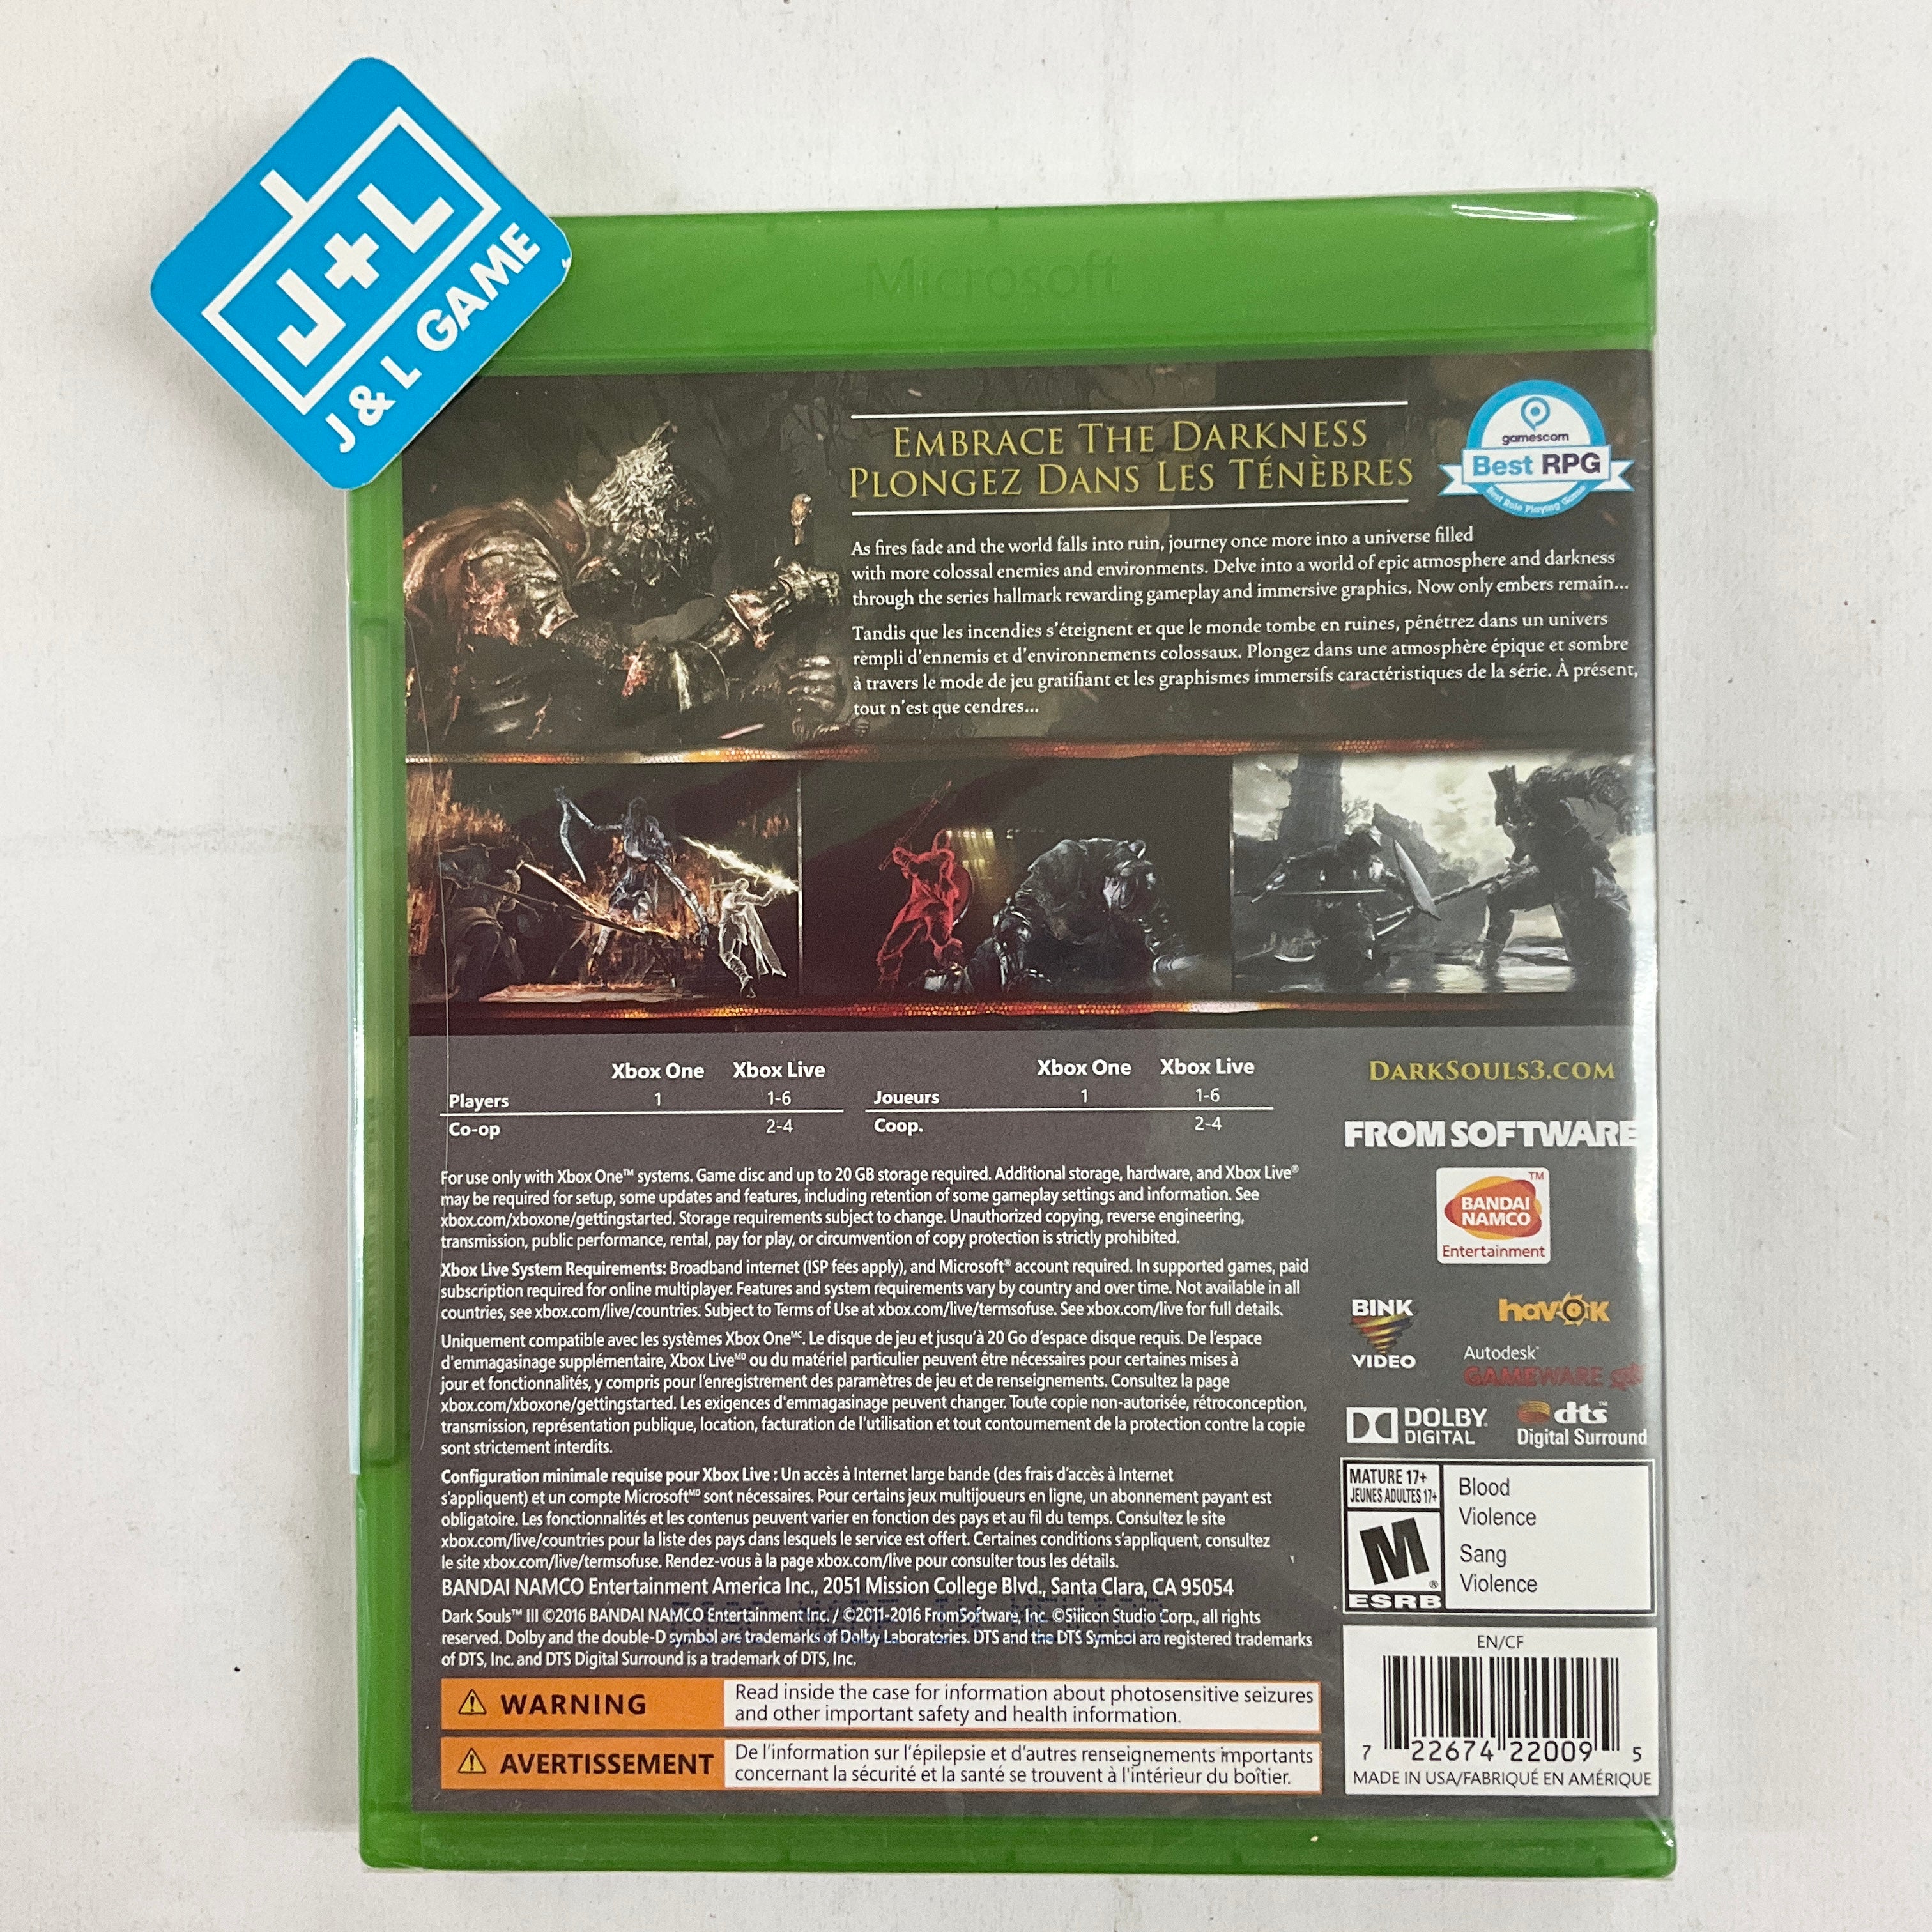 J+L
J & L GAME
Microsoft
EMBRACE THE DARKNESS
PLONGEZ DANS LES TÉNÈBRES
gamescom
Best RPG
Best Role Playing Game
As fires fade and the world falls into ruin, journey once more into a universe filled
with more colossal enemies and environments. Delve into a world of epic atmosphere and darkness
through the series hallmark rewarding gameplay and immersive graphics. Now only embers remain...
Tandis que les incendies s'éteignent et que le monde tombe en ruines, pénétrez dans un univers
rempli d'ennemis et d'environnements colossaux. Plongez dans une atmosphère épique et sombre
à travers le mode de jeu gratifiant et les graphismes immersifs caractéristiques de la série. À présent,
tout n'est que cendres...
Xbox One Xbox Live
Players 1 1-6
Co-op 2-4
Xbox One Xbox Live
Joueurs 1 1-6
Coop. 2-4
For use only with Xbox One™ systems. Game disc and up to 20 GB storage required. Additional storage, hardware, and Xbox Live®
may be required for setup, some updates and features, including retention of some gameplay settings and information. See
xbox.com/xboxone/gettingstarted. Storage requirements subject to change. Unauthorized copying, reverse engineering,
transmission, public performance, rental, pay for play, or circumvention of copy protection is strictly prohibited.
Xbox Live System Requirements: Broadband internet (ISP fees apply), and Microsoft® account required. In supported games, paid
subscription required for online multiplayer. Features and system requirements vary by country and over time. Not available in all
countries, see xbox.com/live/countries. Subject to Terms of Use at xbox.com/live/termsofuse. See xbox.com/live for full details.
Uniquement compatible avec les systèmes Xbox Oneᴹᶜ. Le disque de jeu et jusqu'à 20 Go d'espace disque requis. De l'espace
d'emmagasinage supplémentaire, Xbox Liveᴹᴰ ou du matériel particulier peuvent être nécessaires pour certaines mises à
jour et fonctionnalités, y compris pour l'enregistrement des paramètres de jeu et de renseignements. Consultez la page
xbox.com/xboxone/gettingstarted. Les exigences d'emmagasinage peuvent changer. Toute copie non-autorisée, rétroconception,
transmission, représentation publique, location, facturation de l'utilisation et tout contournement de la protection contre la copie
sont strictement interdits.
Configuration minimale requise pour Xbox Live : Un accès à Internet large bande (des frais d'accès à Internet
s'appliquent) et un compte Microsoftᴹᴰ sont nécessaires. Pour certains jeux multijoueurs en ligne, un abonnement payant est
obligatoire. Les fonctionnalités et les contenus peuvent varier en fonction des pays et au fil du temps. Consultez le site
xbox.com/live/countries pour la liste des pays dans lesquels le service est offert. Certaines conditions s'appliquent, consultez
le site xbox.com/live/termsofuse. Rendez-vous à la page xbox.com/live pour consulter tous les détails.
BANDAI NAMCO Entertainment America Inc., 2051 Mission College Blvd., Santa Clara, CA 95054
Dark Souls™ III ©2016 BANDAI NAMCO Entertainment Inc. / ©2011-2016 FromSoftware, Inc. ©Silicon Studio Corp., all rights
reserved. Dolby and the double-D symbol are trademarks of Dolby Laboratories. DTS and the DTS Symbol are registered trademarks
of DTS, Inc. and DTS Digital Surround is a trademark of DTS, Inc.
WARNING
Read inside the case for information about photosensitive seizures
and other important safety and health information.
AVERTISSEMENT
De l'information sur l'épilepsie et d'autres renseignements importants
concernant la sécurité et la santé se trouvent à l'intérieur du boîtier.
DARKSOULS3.COM
FROMSOFTWARE
BANDAI
NAMCO
™
Entertainment
BINK
VIDEO
havok
Autodesk®
GAMEWARE
DOLBY®
DIGITAL
dts™
Digital Surround
MATURE 17+
JEUNES ADULTES 17+
M®
ESRB
Blood
Violence
Sang
Violence
EN/CF
7 22674 22009 5
MADE IN USA/FABRIQUÉ EN AMÉRIQUE